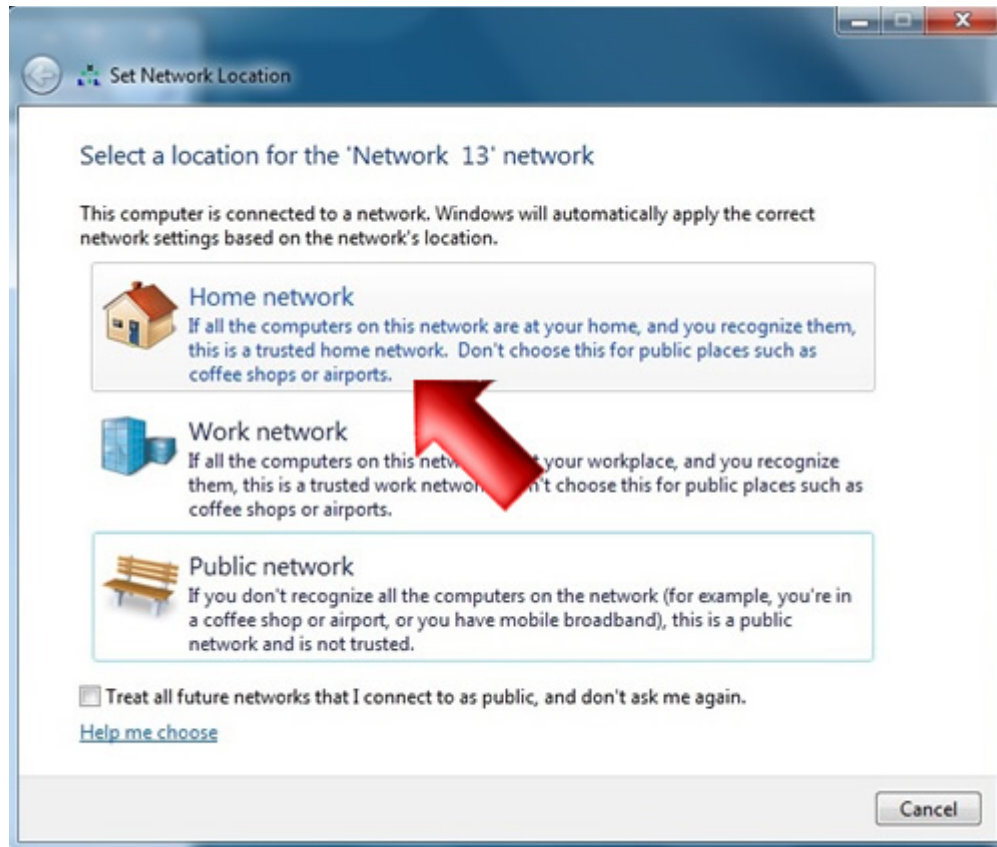 Set Network Location
Select a location for the 'Network 13' network
This computer is connected to a network. Windows will automatically apply the correct
network settings based on the network's location.
Home network
If all the computers on this network are at your home, and you recognize them,
this is a trusted home network. Don't choose this for public places such as
coffee shops or airports.
Work network
If all the computers on this your workplace, and you recognize
them, this is a trusted work choose this for public places such as
coffee shops or airports.
Public network
If you don't recognize all the computers on the network (for example, you're in
a coffee shop or airport, or you have mobile broadband), this is a public
network and is not trusted.
Treat all future networks that I connect to as public, and don't ask me again.
Help me choose
Cancel